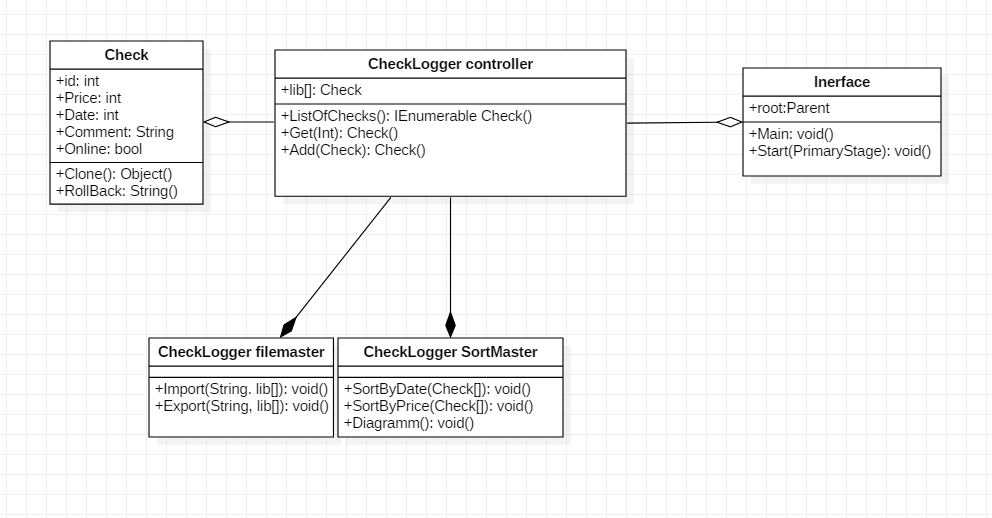 Check
+id: int
+Price: int
+Date: int
+Comment: String
+Online: bool
+Clone(): Object()
+RollBack: String()
CheckLogger controller
+lib[]: Check
+ListOfChecks(): IEnumerable Check()
+Get(Int): Check()
+Add(Check): Check()
Inerface
+root:Parent
+Main: void()
+Start(PrimaryStage): void()
CheckLogger filemaster
+Import(String. lib[]): void()
+Export(String, lib[]): void()
CheckLogger SortMaster
+SortByDate(Check[]): void()
+SortByPrice(Check[]): void()
+Diagramm(): void()